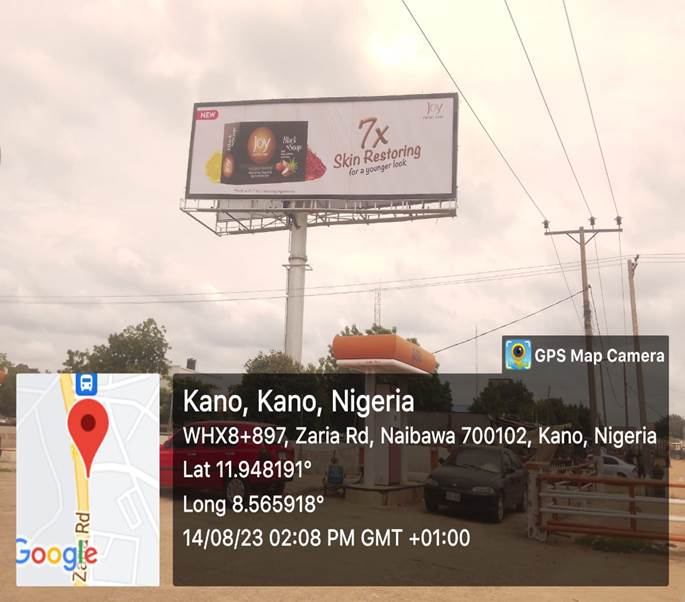 NEW
Joy
7x
Skin Restoring
for a younger look
Joy
Black
Soap
GPS Map Camera
Kano, Kano, Nigeria
WHX8+897, Zaria Rd, Naibawa 700102, Kano, Nigeria
Lat 11.948191°
Long 8.565918°
14/08/23 02:08 PM GMT +01:00
Zaria Rd
Google